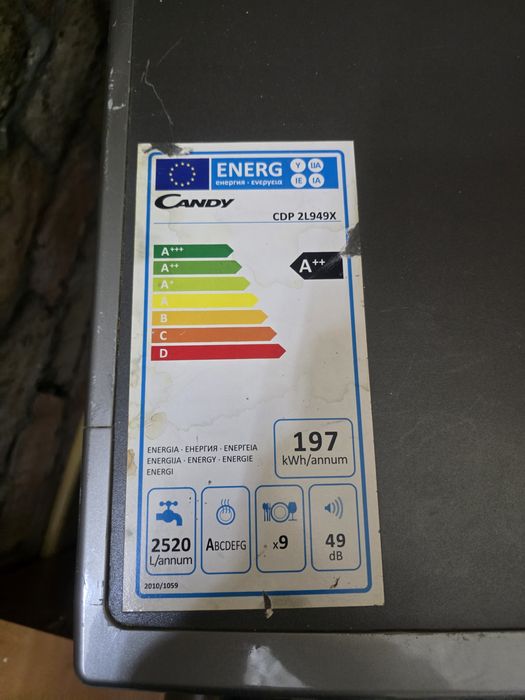 ENERG Y IJA
енергия · ενεργεια IE IA
CANDY
CDP 2L949X
A+++
A++ A++
A+
A
B
C
D
197
kWh/annum
ENERGIA · ЕНЕРГИЯ · ΕΝΕΡΓΕΙΑ
ENERGIJA · ENERGY · ENERGIE
ENERGI
2520
L/annum
ABCDEFG
x9
49
dB
2010/1059